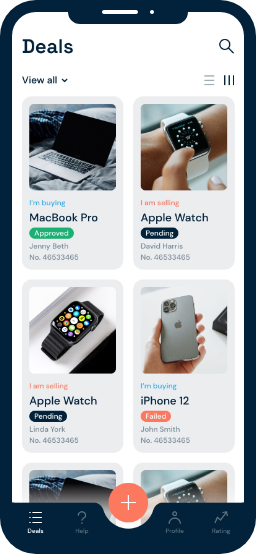 Deals
View all
I'm buying
MacBook Pro
Approved
Jenny Beth
No. 46533465
I am selling
Apple Watch
Pending
David Harris
No. 46533465
I am selling
Apple Watch
Pending
Linda York
No. 46533465
I'm buying
iPhone 12
Failed
John Smith
No. 46533465
Deals
Help
Profile
Rating